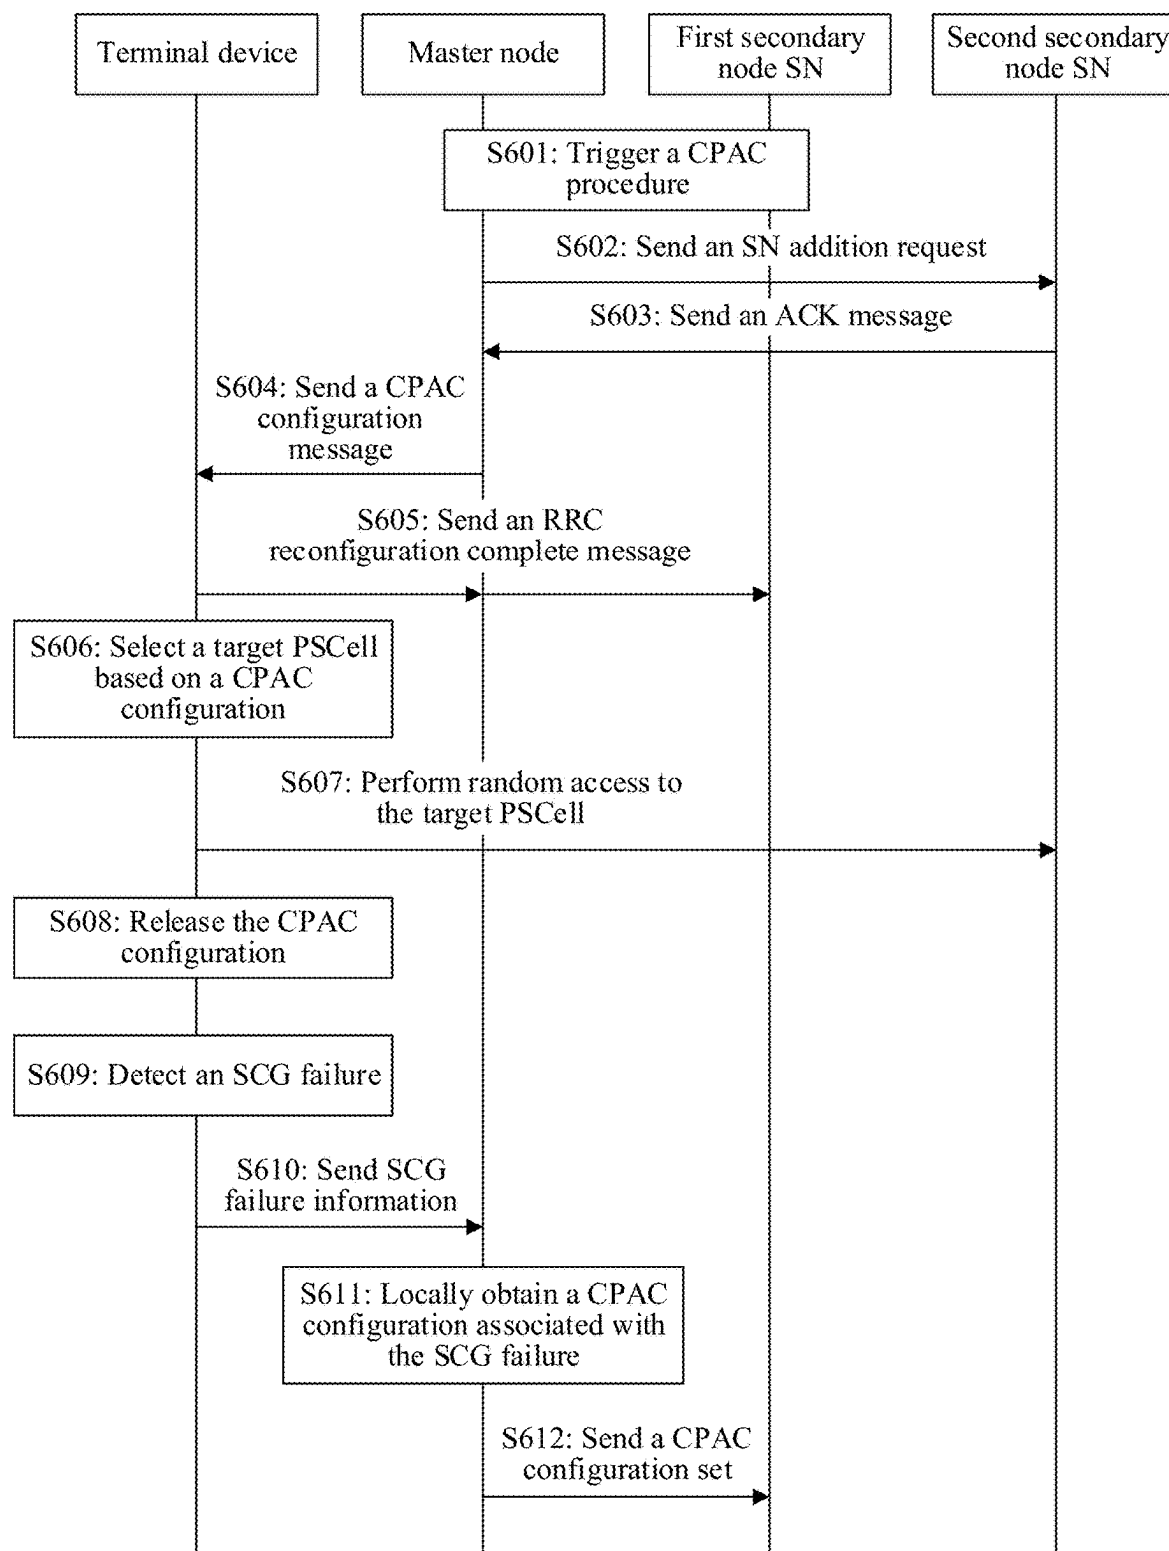 Terminal device
Master node
First secondary
node SN
Second secondary
node SN
S601: Trigger a CPAC
procedure
S602: Send an SN addition request
S603: Send an ACK message
S604: Send a CPAC
configuration
message
S605: Send an RRC
reconfiguration complete message
S606: Select a target PSCell
based on a CPAC
configuration
S607: Perform random access to
the target PSCell
S608: Release the CPAC
configuration
S609: Detect an SCG failure
S610: Send SCG
failure information
S611: Locally obtain a CPAC
configuration associated with
the SCG failure
S612: Send a CPAC
configuration set